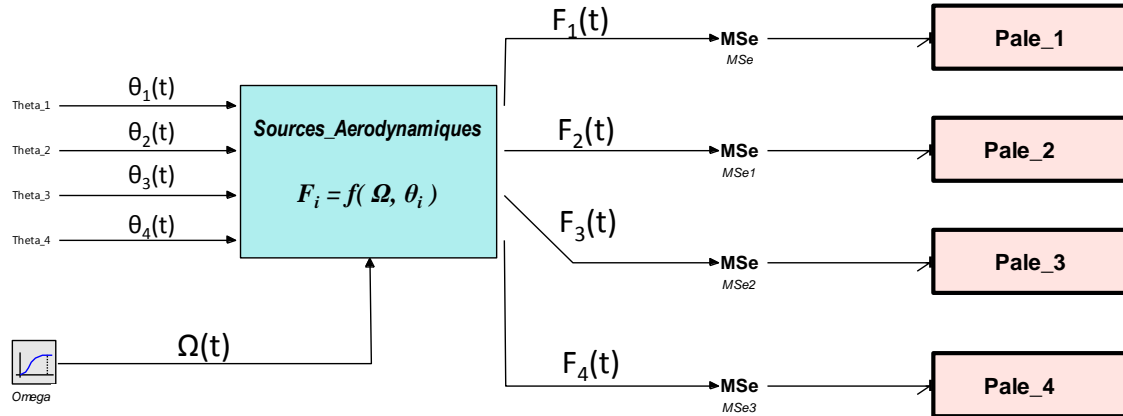 F₁(t)
MSe
MSe
Pale_1
Theta_1
θ₁(t)
Theta_2
θ₂(t)
Theta_3
θ₃(t)
Theta_4
θ₄(t)
Sources_Aerodynamiques
Fᵢ = f( Ω, θᵢ )
F₂(t)
MSe
MSe1
Pale_2
F₃(t)
MSe
MSe2
Pale_3
Ω(t)
Omega
F₄(t)
MSe
MSe3
Pale_4